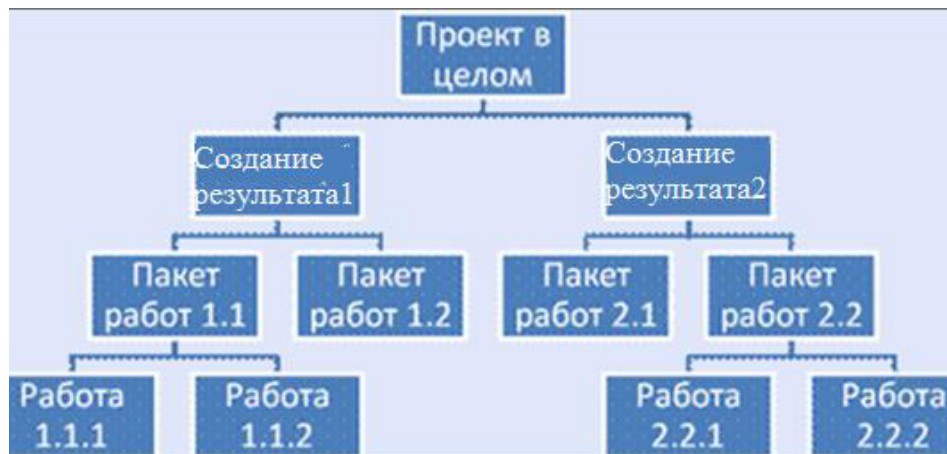 Проект в
целом
Создание
результата1
Создание
результата2
Пакет
работ 1.1
Пакет
работ 1.2
Пакет
работ 2.1
Пакет
работ 2.2
Работа
1.1.1
Работа
1.1.2
Работа
2.2.1
Работа
2.2.2